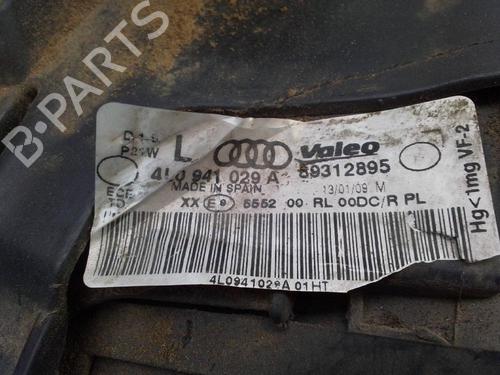 B-Parts
D1S
P21W L Valeo
4L0 941 029 A 89312895
MADE IN SPAIN 13/01/09 M
XX E9 5552 00 RL 00DC/R PL
4L0941029A 01HT
Hg<1mg VF-2